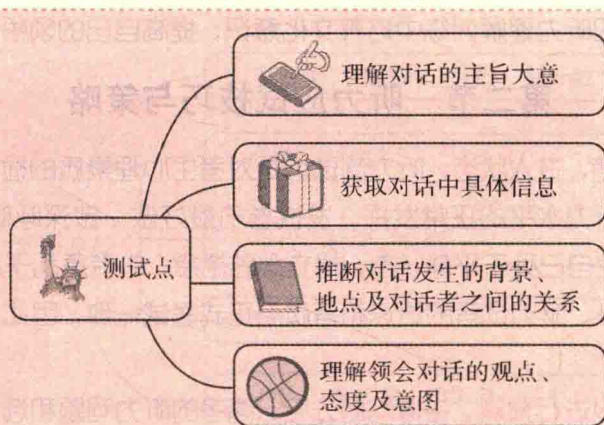 理解对话的主旨大意
获取对话中具体信息
测试点
推断对话发生的背景、
地点及对话者之间的关系
理解领会对话的观点、
态度及意图